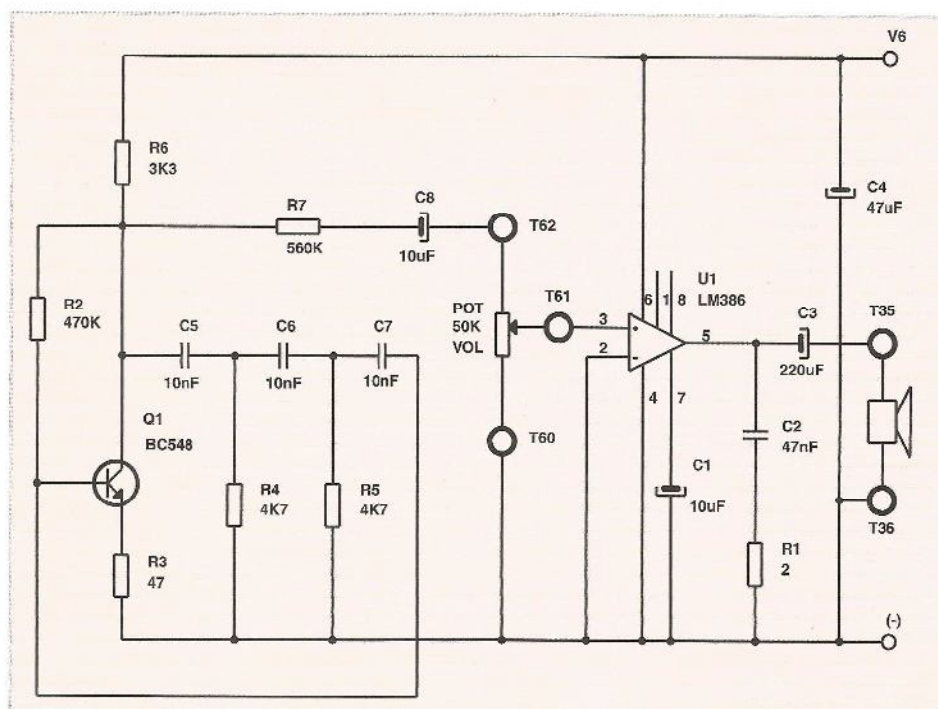 V6
R6
3K3
C4
47uF
R7
560K
C8
10uF
T62
R2
470K
POT
50K
VOL
T61
3
2
6 1 8
U1
LM386
5
4 7
C3
220uF
T35
C5
10nF
C6
10nF
C7
10nF
Q1
BC548
T60
C2
47nF
C1
10uF
T36
R4
4K7
R5
4K7
R3
47
R1
2
(-)